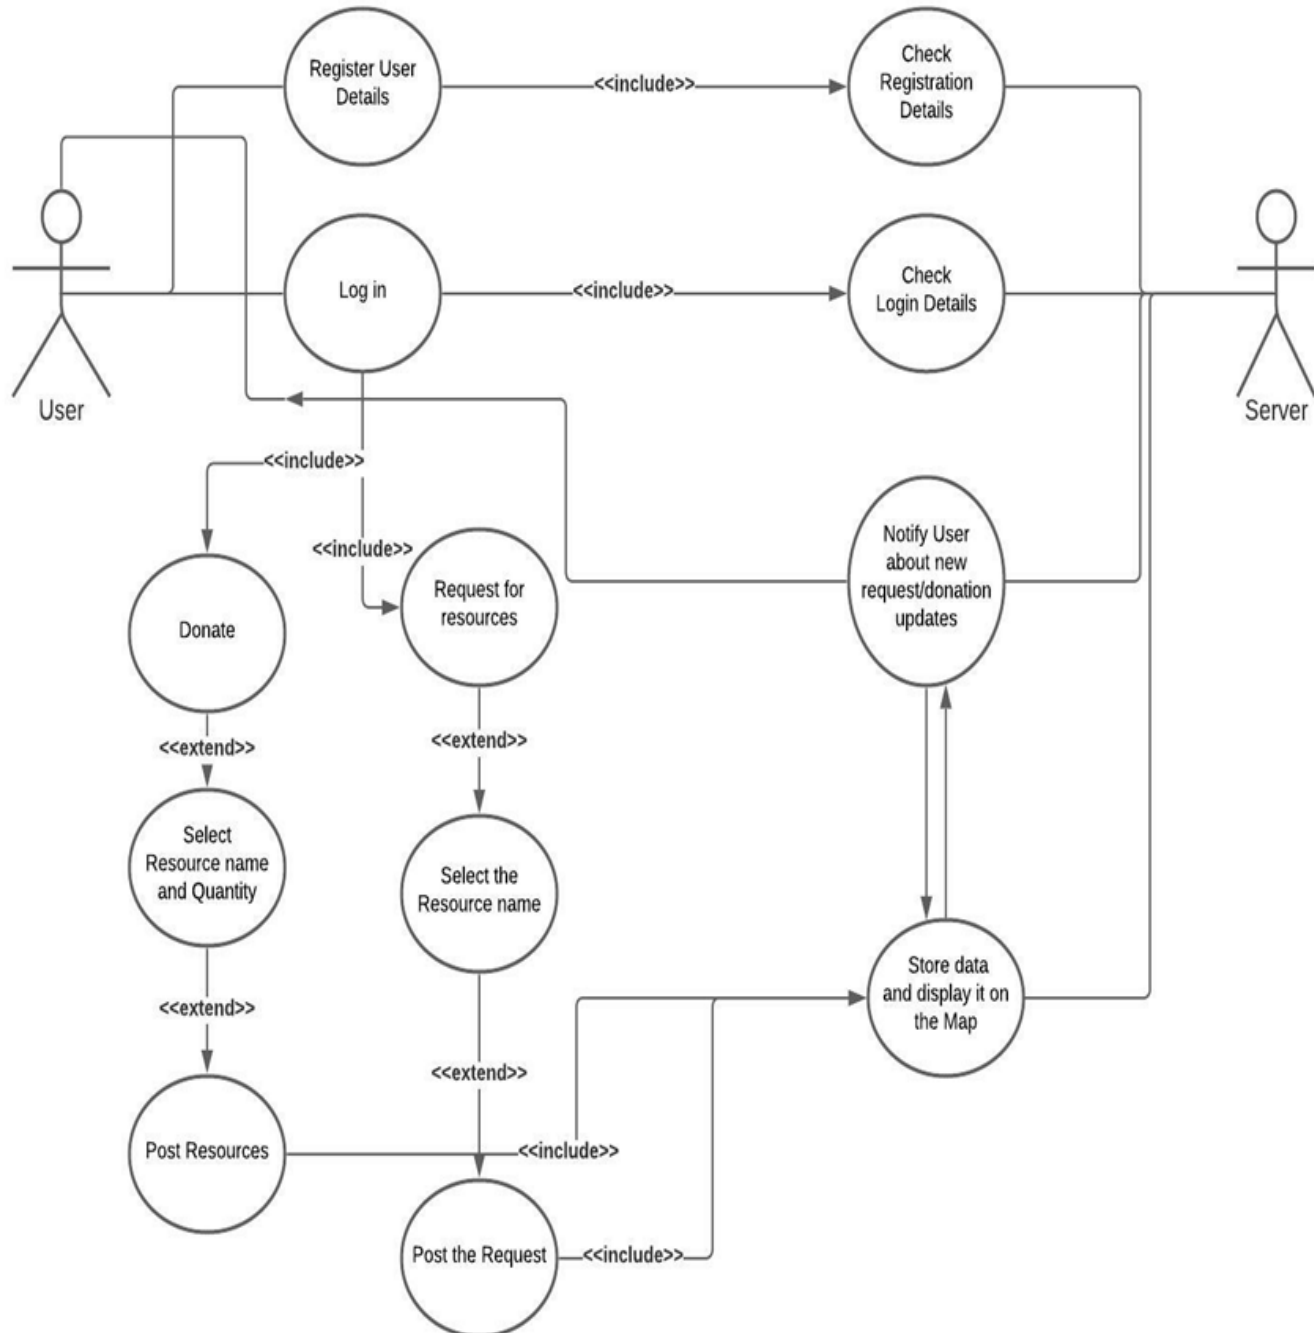 Register User
Details
<<include>>
Check
Registration
Details
Log in
<<include>>
Check
Login Details
User
Server
<<include>>
<<include>>
Notify User
about new
request/donation
updates
Request for
resources
Donate
<<extend>>
<<extend>>
Select
Resource name
and Quantity
Select the
Resource name
<<extend>>
Store data
and display it on
the Map
<<extend>>
Post Resources
<<include>>
Post the Request
<<include>>